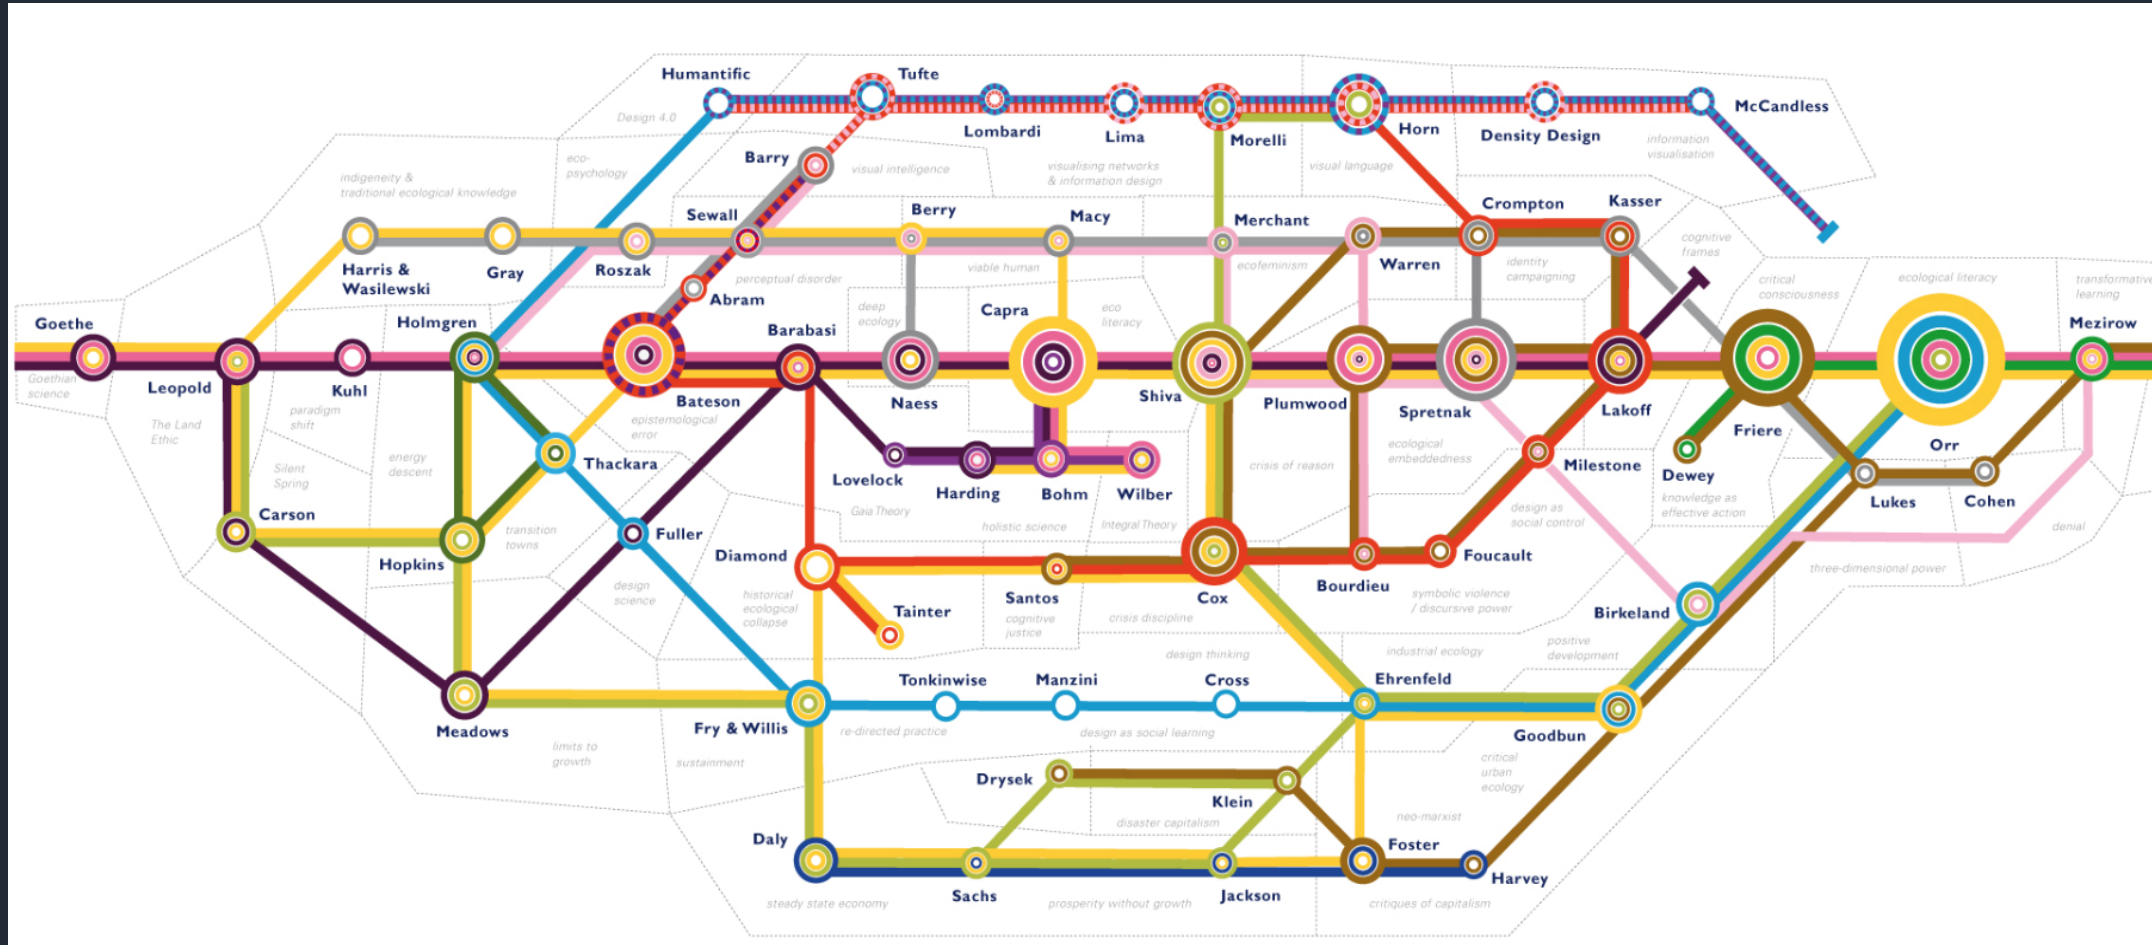 Humantific
Tufte
Design 4.0
Lombardi
Lima
Morelli
Horn
Density Design
McCandless
information
visualisation
eco-
psychology
Barry
visual intelligence
visualising networks
& information design
visual language
indigeneity &
traditional ecological knowledge
Sewall
Berry
Macy
Merchant
Crompton
Kasser
Harris &
Wasilewski
Gray
Roszak
perceptual disorder
viable human
ecofeminism
Warren
identity
campaigning
cognitive
frames
critical
consciousness
ecological literacy
transformative
learning
Abram
Goethe
Holmgren
Barabasi
deep
ecology
Capra
eco
literacy
Mezirow
Goethian
science
Leopold
Kuhl
Bateson
Naess
Shiva
Plumwood
Spretnak
Lakoff
Friere
Orr
The Land
Ethic
paradigm
shift
epistemological
error
energy
descent
Silent
Spring
Thackara
Lovelock
Harding
Bohm
Wilber
crisis of reason
ecological
embeddedness
Milestone
Dewey
Lukes
Cohen
Carson
transition
towns
Fuller
Gaia Theory
holistic science
Integral Theory
design as
social control
knowledge as
effective action
denial
Hopkins
Diamond
Santos
Cox
Bourdieu
Foucault
three-dimensional power
design
science
historical
ecological
collapse
Tainter
cognitive
justice
crisis discipline
symbolic violence
/ discursive power
Birkeland
design thinking
industrial ecology
positive
development
Tonkinwise
Manzini
Cross
Ehrenfeld
Meadows
Fry & Willis
re-directed practice
design as social learning
Goodbun
limits to
growth
sustainment
Drysek
Klein
critical
urban
ecology
disaster capitalism
neo-marxist
Daly
Foster
Sachs
Jackson
Harvey
steady state economy
prosperity without growth
critiques of capitalism